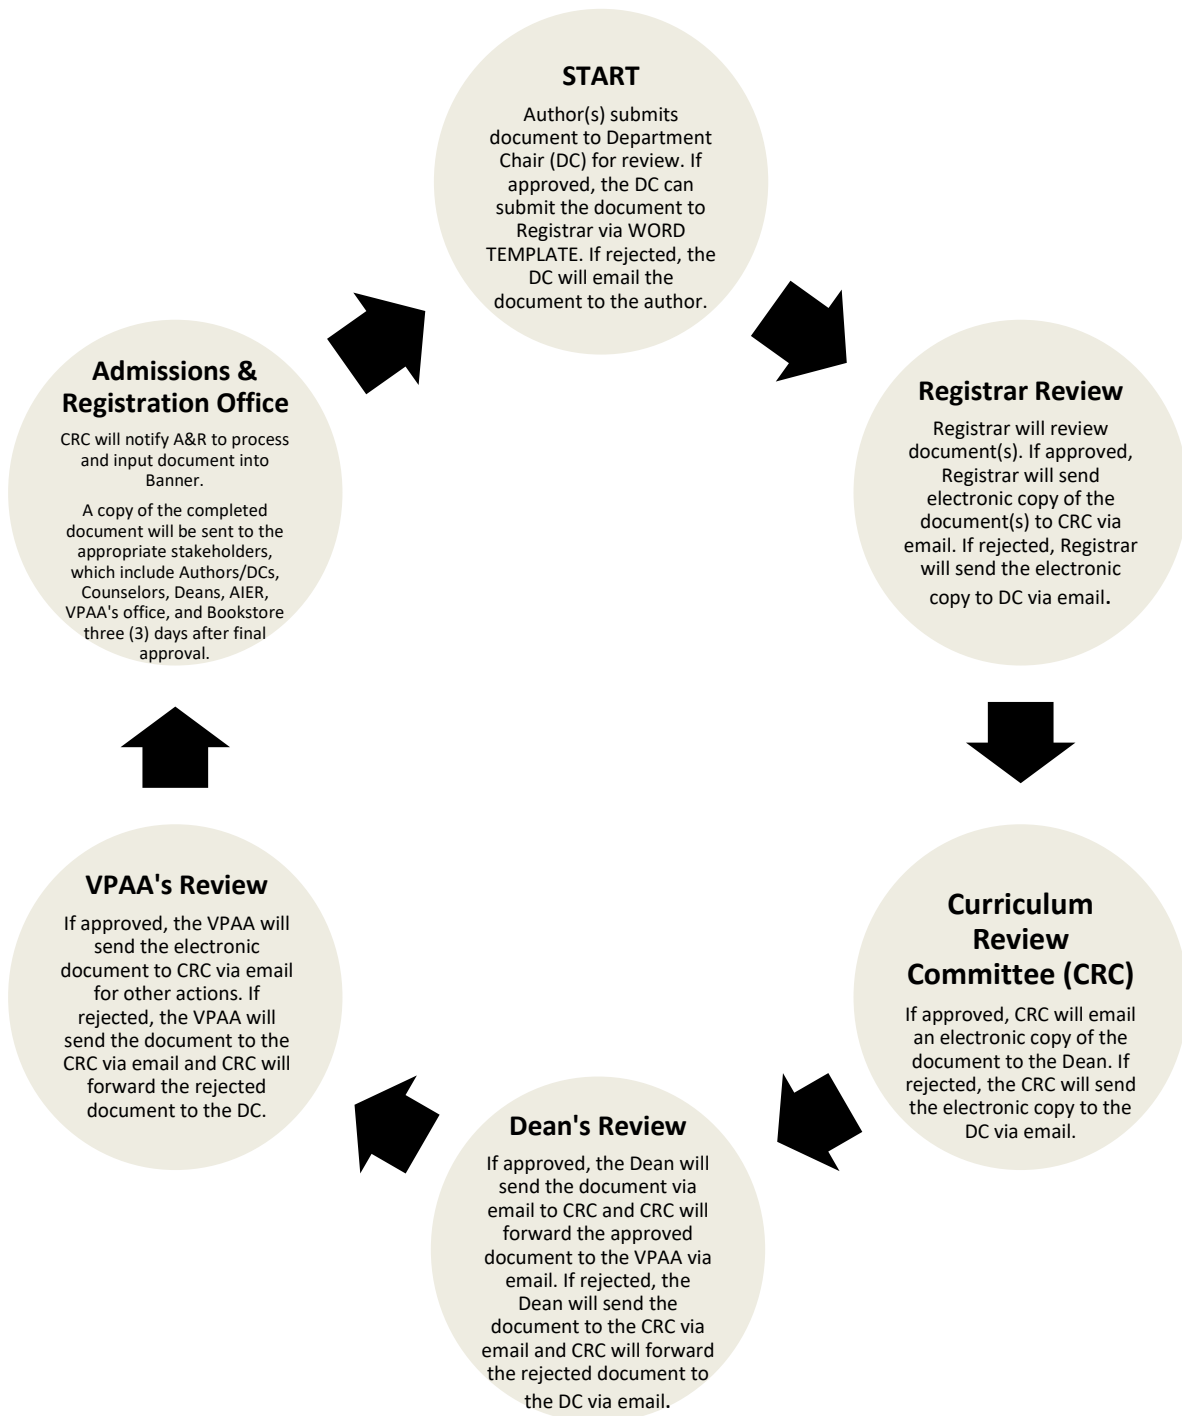 START
Author(s) submits
document to Department
Chair (DC) for review. If
approved, the DC can
submit the document to
Registrar via WORD
TEMPLATE. If rejected, the
DC will email the
document to the author.
Registrar Review
Registrar will review
document(s). If approved,
Registrar will send
electronic copy of the
document(s) to CRC via
email. If rejected, Registrar
will send the electronic
copy to DC via email.
Curriculum
Review
Committee (CRC)
If approved, CRC will email
an electronic copy of the
document to the Dean. If
rejected, the CRC will send
the electronic copy to the
DC via email.
Dean's Review
If approved, the Dean will
send the document via
email to CRC and CRC will
forward the approved
document to the VPAA via
email. If rejected, the
Dean will send the
document to the CRC via
email and CRC will forward
the rejected document to
the DC via email.
VPAA's Review
If approved, the VPAA will
send the electronic
document to CRC via email
for other actions. If
rejected, the VPAA will
send the document to the
CRC via email and CRC will
forward the rejected
document to the DC.
Admissions &
Registration Office
CRC will notify A&R to process
and input document into
Banner.
A copy of the completed
document will be sent to the
appropriate stakeholders,
which include Authors/DCs,
Counselors, Deans, AIER,
VPAA's office, and Bookstore
three (3) days after final
approval.